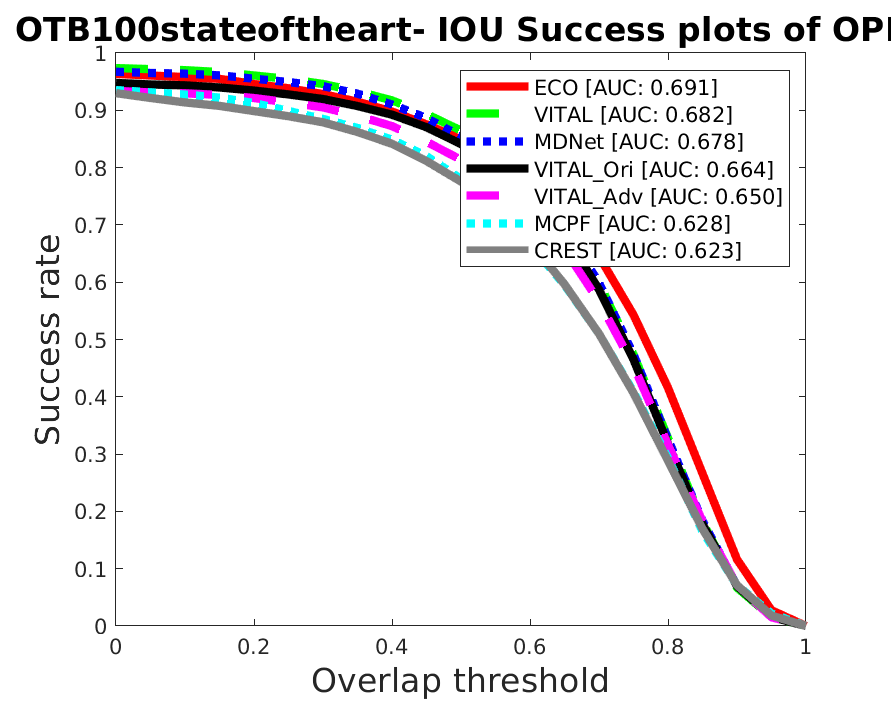 OTB100stateoftheart- IOU Success plots of OP
1
0.9
0.8
0.7
0.6
0.5
0.4
0.3
0.2
0.1
0
Success rate
ECO [AUC: 0.691]
VITAL [AUC: 0.682]
MDNet [AUC: 0.678]
VITAL_Ori [AUC: 0.664]
VITAL_Adv [AUC: 0.650]
MCPF [AUC: 0.628]
CREST [AUC: 0.623]
0 0.2 0.4 0.6 0.8 1
Overlap threshold